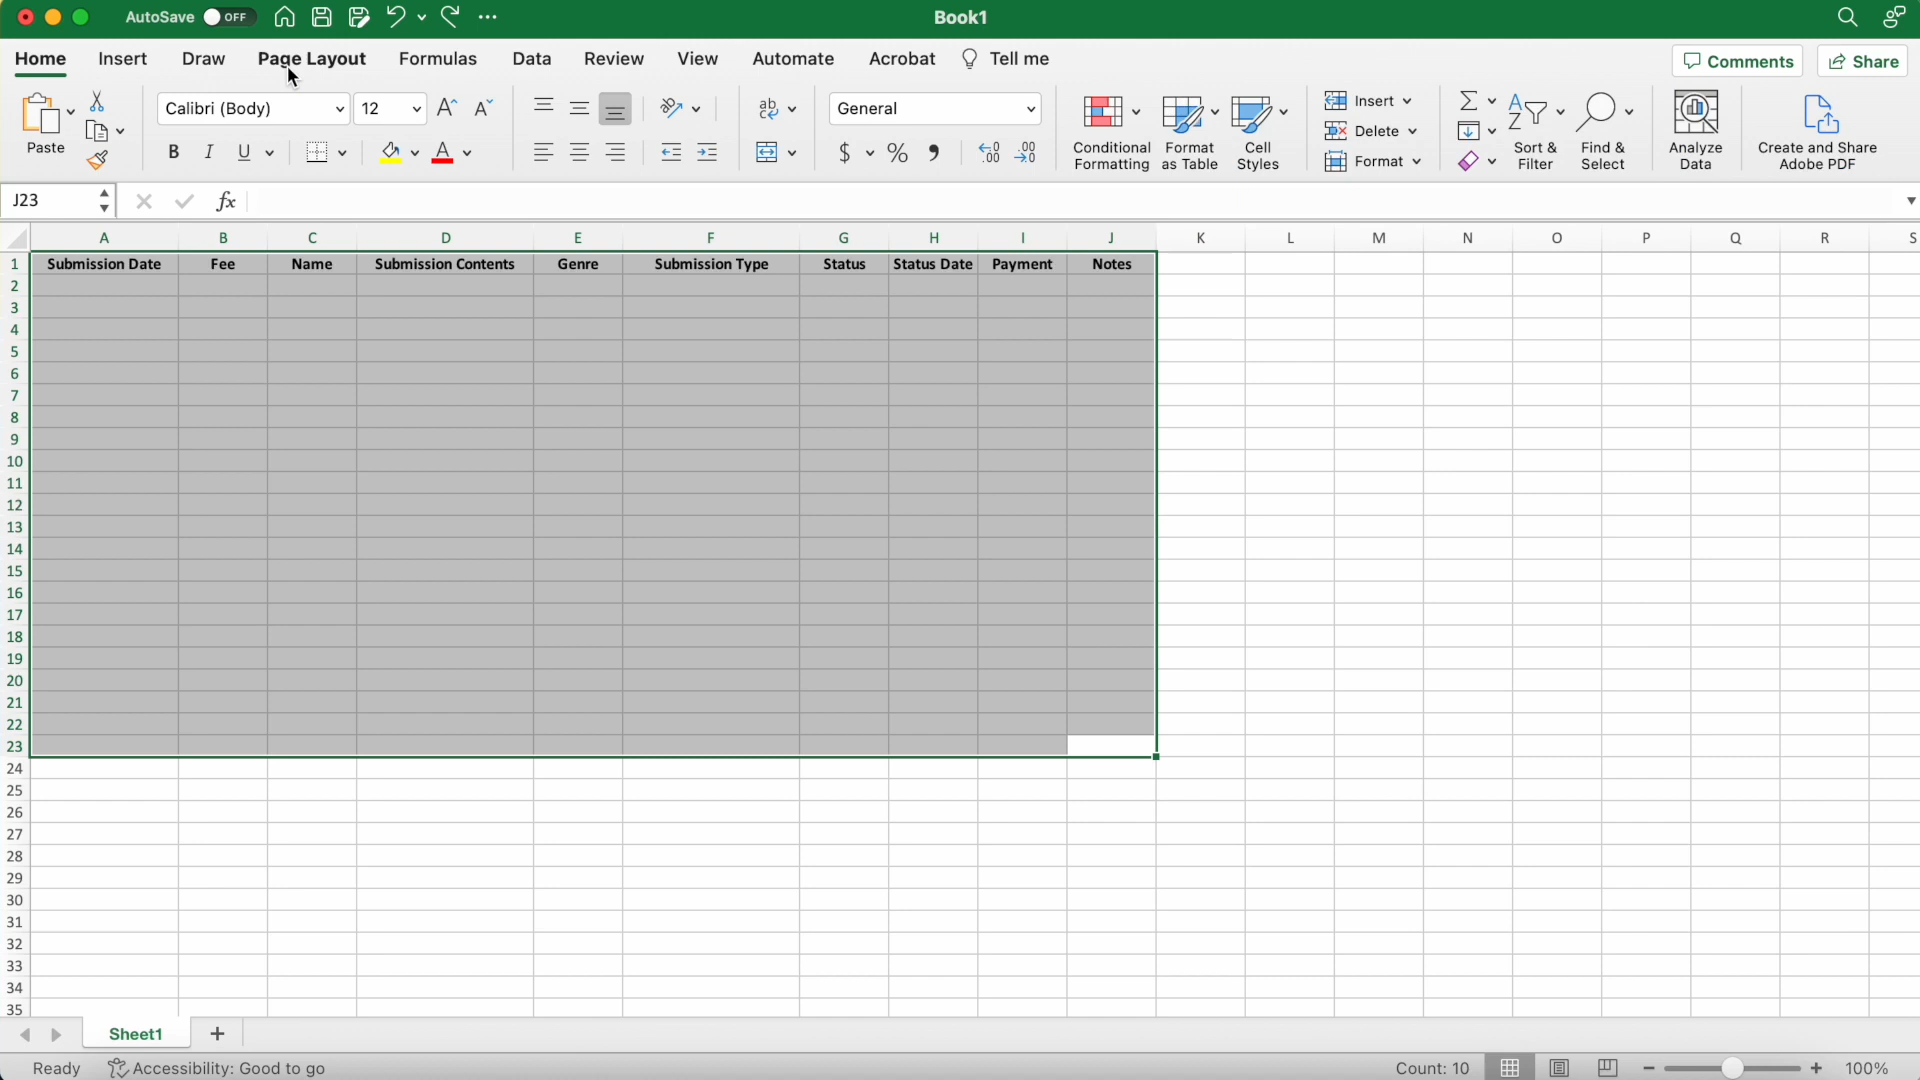 AutoSave OFF Book1
Home Insert Draw Page Layout Formulas Data Review View Automate Acrobat Tell me Comments Share
Paste Calibri (Body) 12 General
B I U $ %
Conditional Formatting Format as Table Cell Styles
Insert
Delete
Format
Sort & Filter Find & Select Analyze Data Create and Share Adobe PDF
J23 fx
A B C D E F G H I J K L M N O P Q R S
1 Submission Date Fee Name Submission Contents Genre Submission Type Status Status Date Payment Notes
2
3
4
5
6
7
8
9
10
11
12
13
14
15
16
17
18
19
20
21
22
23
24
25
26
27
28
29
30
31
32
33
34
35
Sheet1 +
Ready Accessibility: Good to go Count: 10 100%